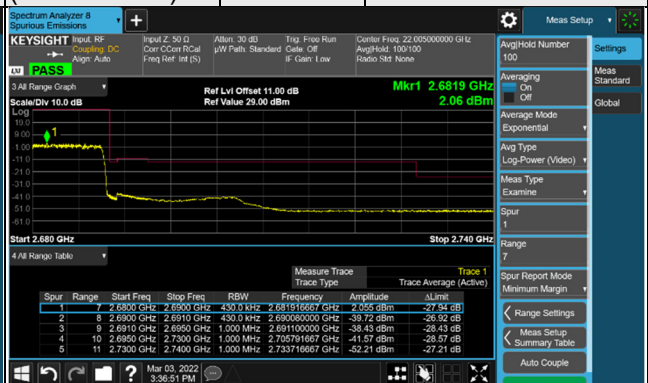 Spectrum Analyzer 8
Spurious Emissions
Meas Setup
KEYSIGHT Input: RF
Coupling: DC
Align: Auto
Input Z: 50 Ω
Corr CCorr RCal
Freq Ref: Int (S)
Atten: 30 dB
µW Path: Standard
Trig: Free Run
Gate: Off
IF Gain: Low
Center Freq: 22.005000000 GHz
Avg|Hold: 100/100
Radio Std: None
LXI PASS
3 All Range Graph
Scale/Div 10.0 dB
Ref Lvl Offset 11.00 dB
Ref Value 29.00 dBm
Mkr1 2.6819 GHz
2.06 dBm
Log
19.0
9.00
1
1.00
-11.0
-21.0
-31.0
-41.0
-51.0
-61.0
Start 2.680 GHz
Stop 2.740 GHz
4 All Range Table
Measure Trace Trace 1
Trace Type Trace Average (Active)
Spur Range Start Freq Stop Freq RBW Frequency Amplitude ΔLimit
1 7 2.6800 GHz 2.6900 GHz 430.0 kHz 2.681916667 GHz 2.055 dBm -27.94 dB
2 8 2.6900 GHz 2.6910 GHz 430.0 kHz 2.690080000 GHz -39.72 dBm -26.92 dB
3 9 2.6910 GHz 2.6950 GHz 1.000 MHz 2.691100000 GHz -38.43 dBm -28.43 dB
4 10 2.6950 GHz 2.7300 GHz 1.000 MHz 2.705791667 GHz -41.57 dBm -28.57 dB
5 11 2.7300 GHz 2.7400 GHz 1.000 MHz 2.733716667 GHz -52.21 dBm -27.21 dB
Mar 03, 2022
3:36:51 PM
Avg|Hold Number
100
Averaging
On
Off
Average Mode
Exponential
Avg Type
Log-Power (Video)
Meas Type
Examine
Spur
1
Range
7
Spur Report Mode
Minimum Margin
Range Settings
Meas Setup
Summary Table
Auto Couple
Settings
Meas
Standard
Global